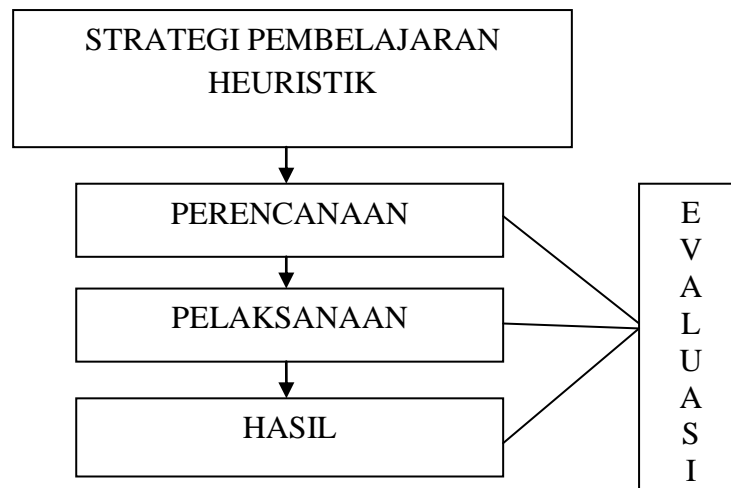 STRATEGI PEMBELAJARAN
HEURISTIK
PERENCANAAN
PELAKSANAAN
HASIL
E
V
A
L
U
A
S
I